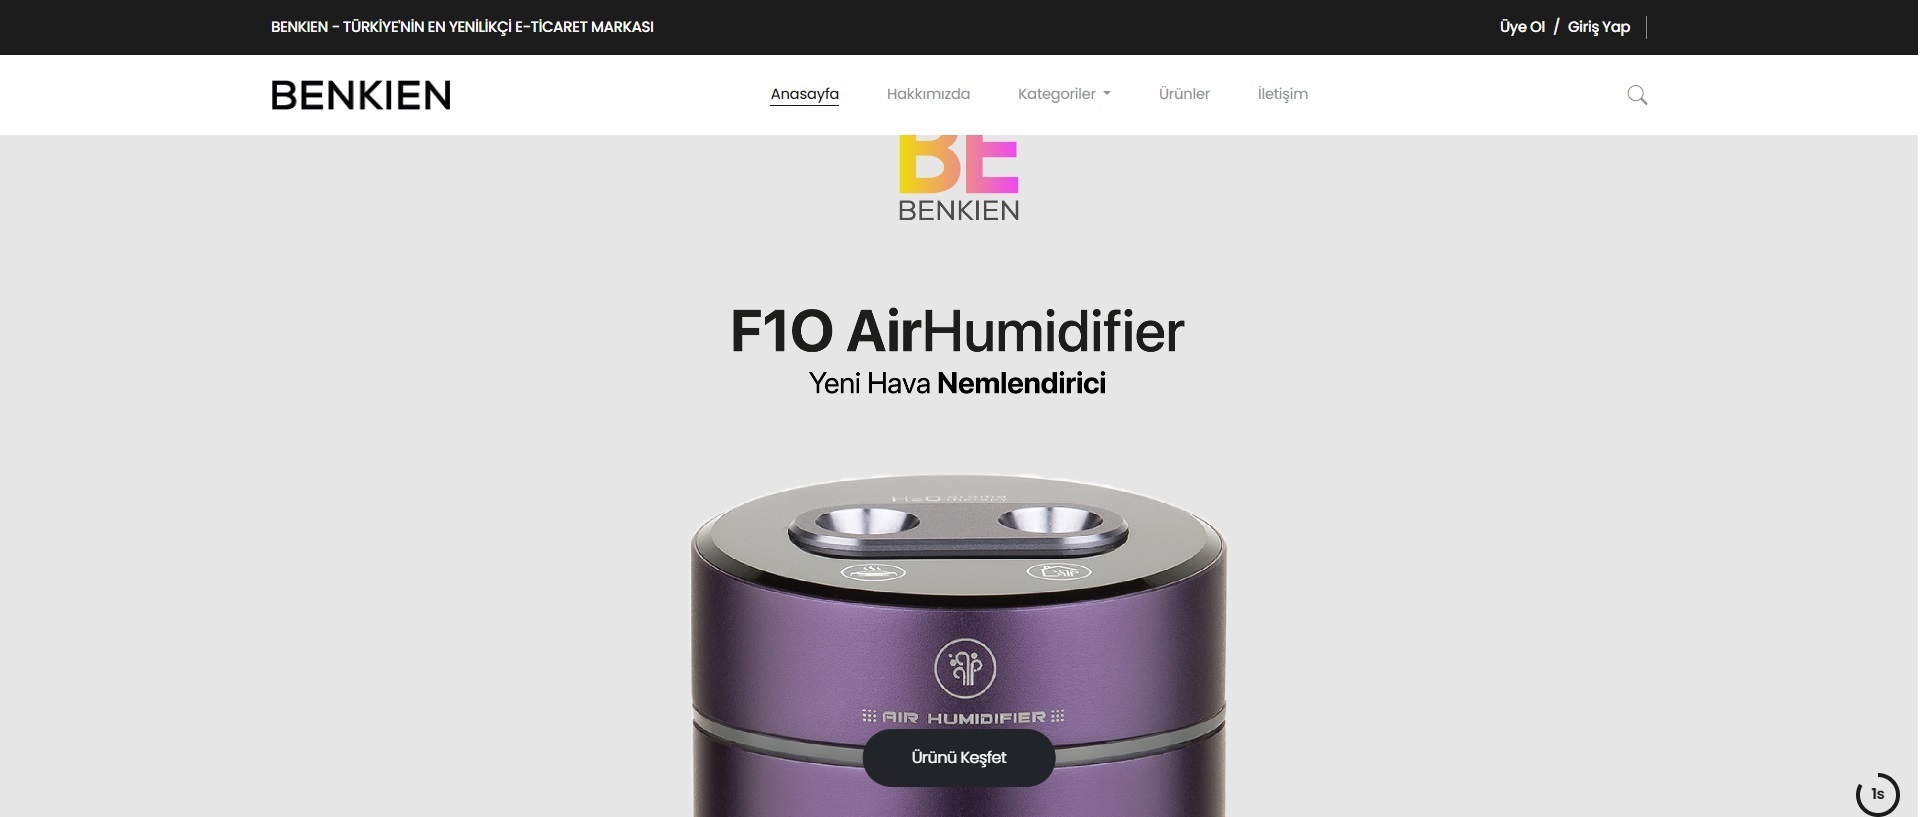 BENKIEN - TÜRKİYE'NİN EN YENİLİKÇİ E-TİCARET MARKASI
Üye Ol / Giriş Yap
BENKIEN
Anasayfa Hakkımızda Kategoriler Ürünler İletişim
BE
BENKIEN
F10 AirHumidifier
Yeni Hava Nemlendirici
H2O
AIR HUMIDIFIER
Ürünü Keşfet
1s